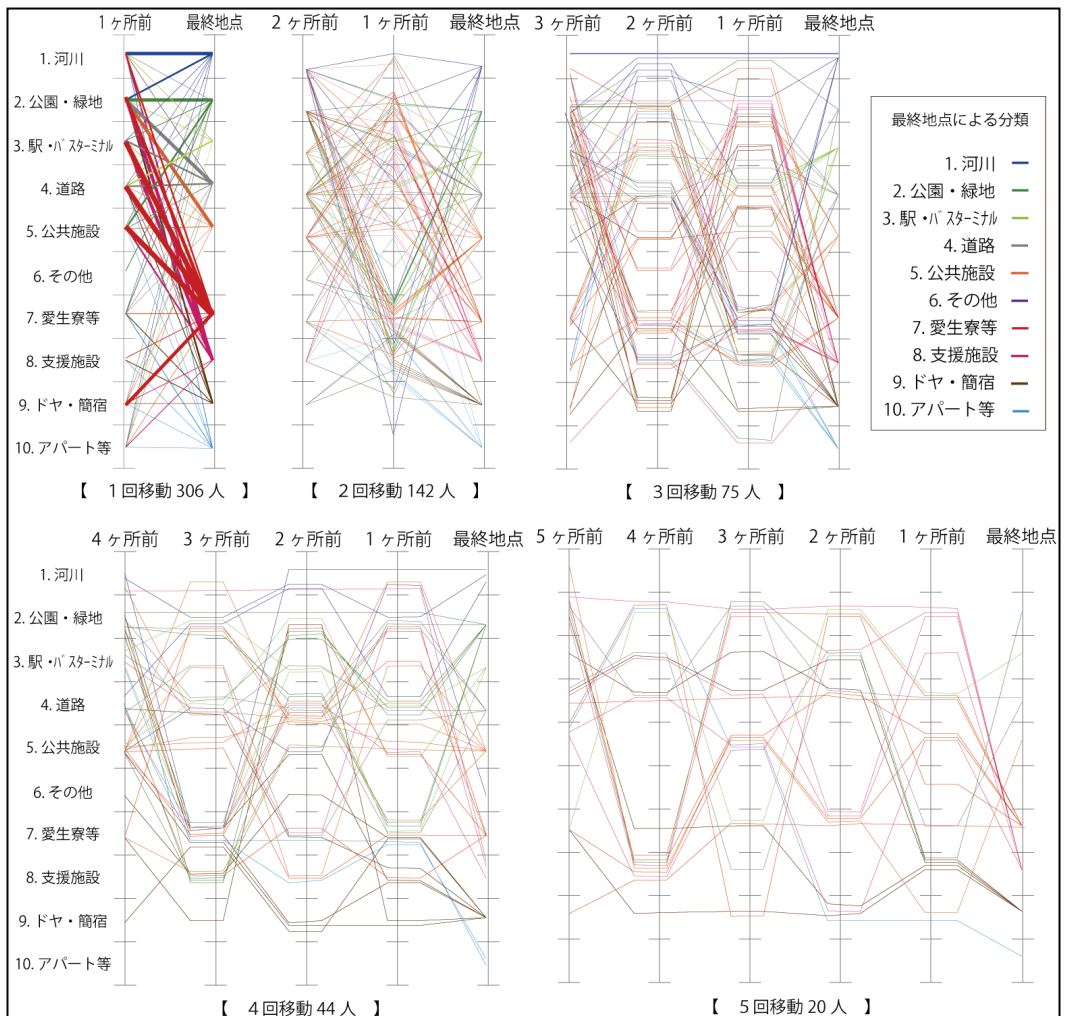 1ヶ所前 最終地点
2ヶ所前 1ヶ所前 最終地点
3ヶ所前 2ヶ所前 1ヶ所前 最終地点
1. 河川
2. 公園・緑地
3. 駅・バスターミナル
4. 道路
5. 公共施設
6. その他
7. 愛生寮等
8. 支援施設
9. ドヤ・簡宿
10. アパート等
最終地点による分類
1. 河川
2. 公園・緑地
3. 駅・バスターミナル
4. 道路
5. 公共施設
6. その他
7. 愛生寮等
8. 支援施設
9. ドヤ・簡宿
10. アパート等
【 1回移動 306人 】
【 2回移動 142人 】
【 3回移動 75人 】
4ヶ所前 3ヶ所前 2ヶ所前 1ヶ所前 最終地点
5ヶ所前 4ヶ所前 3ヶ所前 2ヶ所前 1ヶ所前 最終地点
1. 河川
2. 公園・緑地
3. 駅・バスターミナル
4. 道路
5. 公共施設
6. その他
7. 愛生寮等
8. 支援施設
9. ドヤ・簡宿
10. アパート等
【 4回移動 44人 】
【 5回移動 20人 】